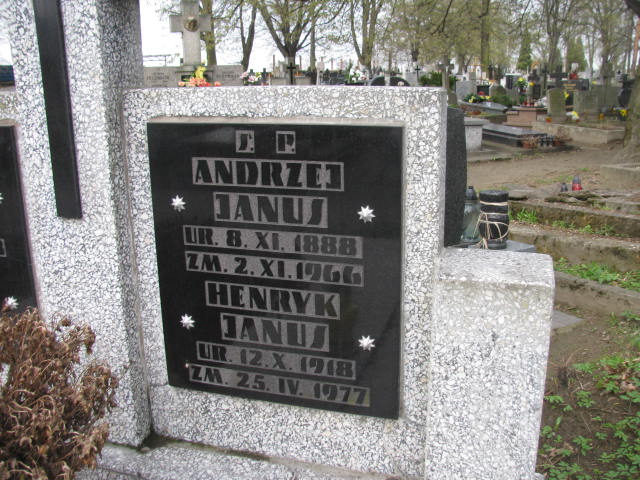 Ś. P.
ANDRZEJ
JANUS
UR. 8. XI. 1888
ZM. 2. XI. 1966
HENRYK
JANUS
UR. 12. X. 1918
ZM. 25. IV. 1977